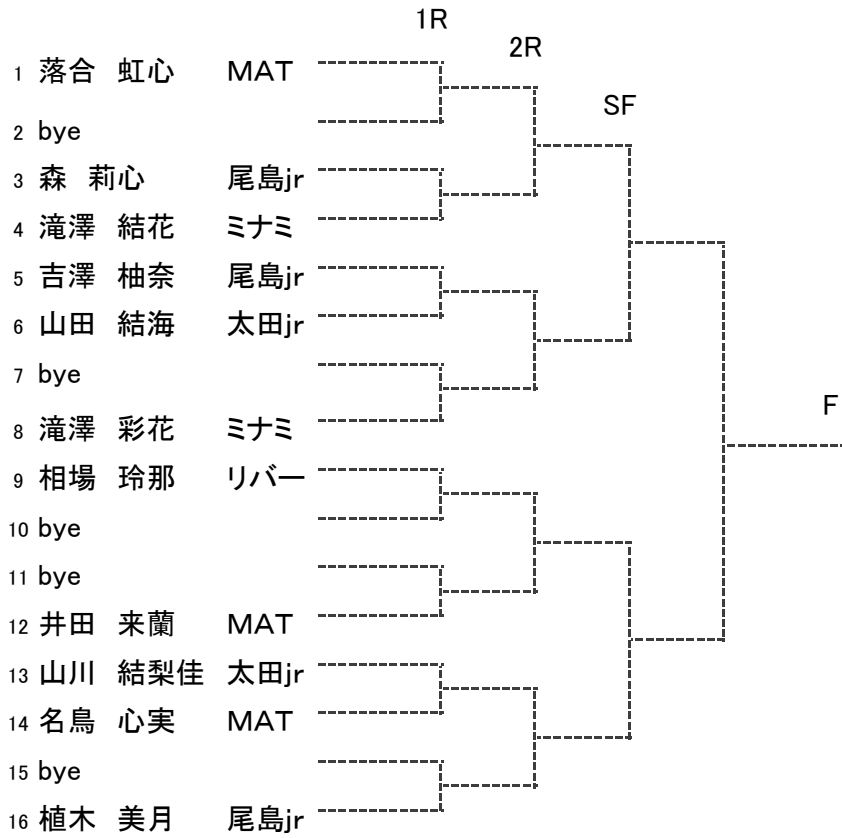 1R
2R
SF
F
1 落合 虹心 MAT
2 bye
3 森 莉心 尾島jr
4 滝澤 結花 ミナミ
5 吉澤 柚奈 尾島jr
6 山田 結海 太田jr
7 bye
8 滝澤 彩花 ミナミ
9 相場 玲那 リバー
10 bye
11 bye
12 井田 来蘭 MAT
13 山川 結梨佳 太田jr
14 名鳥 心実 MAT
15 bye
16 植木 美月 尾島jr